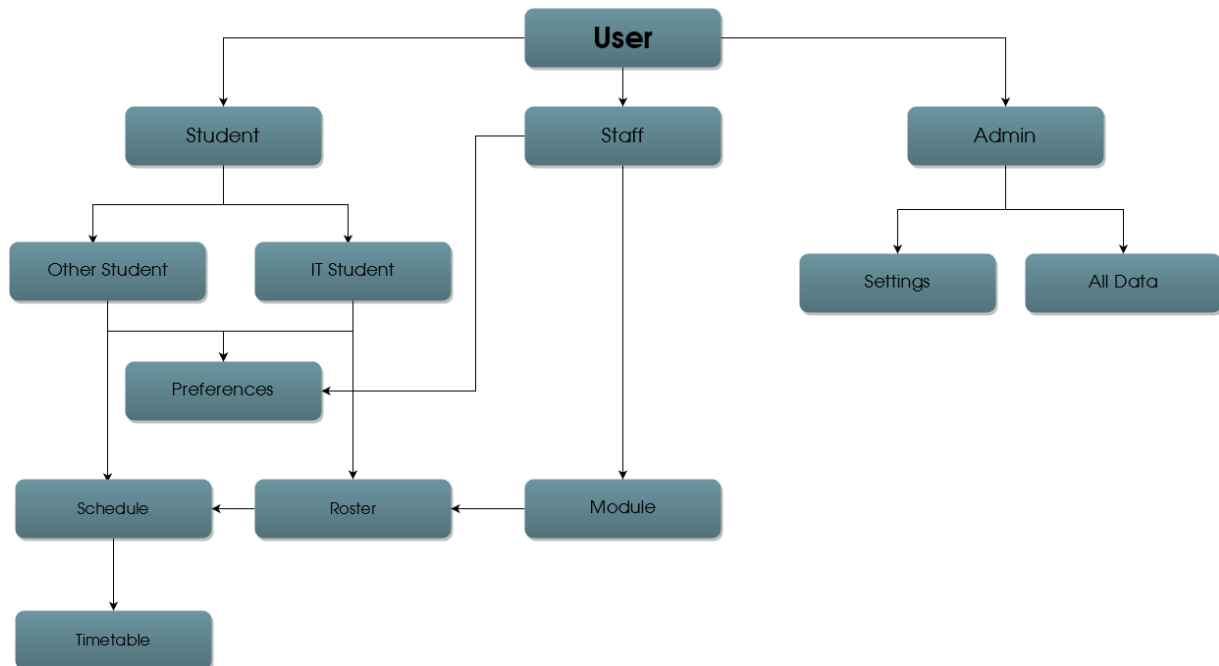 User
Student
Staff
Admin
Other Student
IT Student
Settings
All Data
Preferences
Schedule
Roster
Module
Timetable